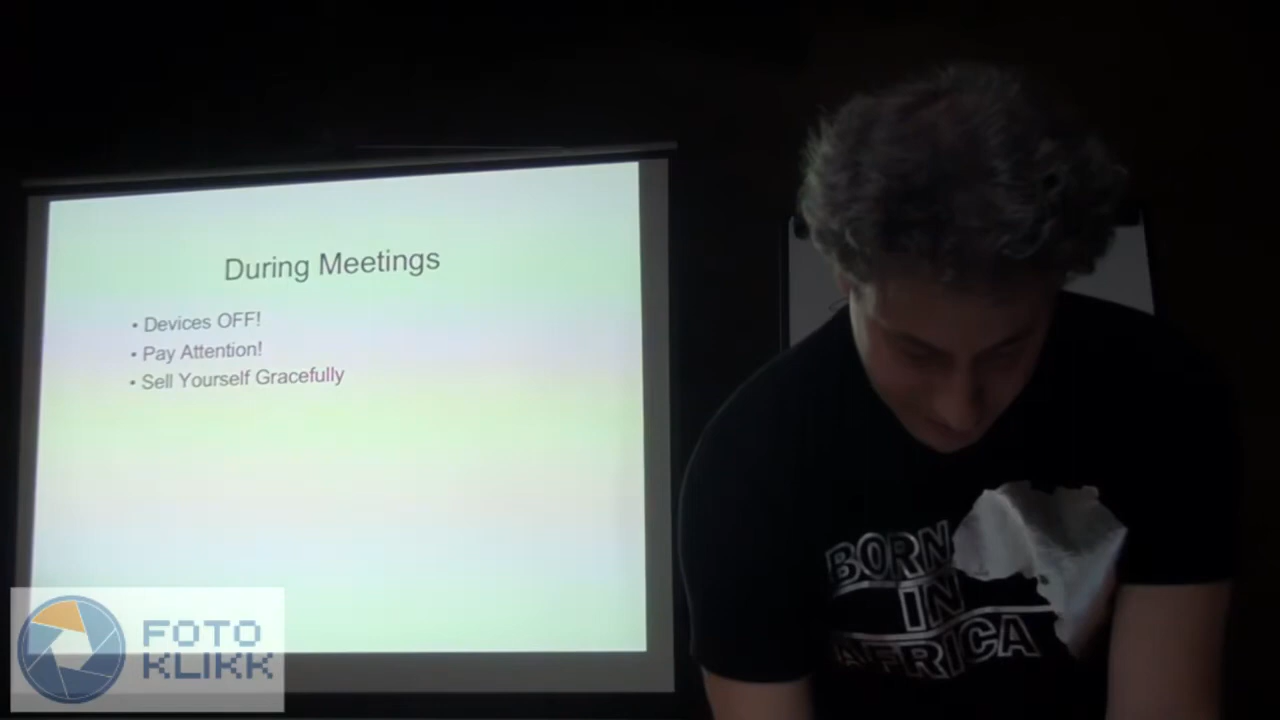 During Meetings
• Devices OFF!
• Pay Attention!
• Sell Yourself Gracefully
BORN
IN
AFRICA
FOTO
KLIKK